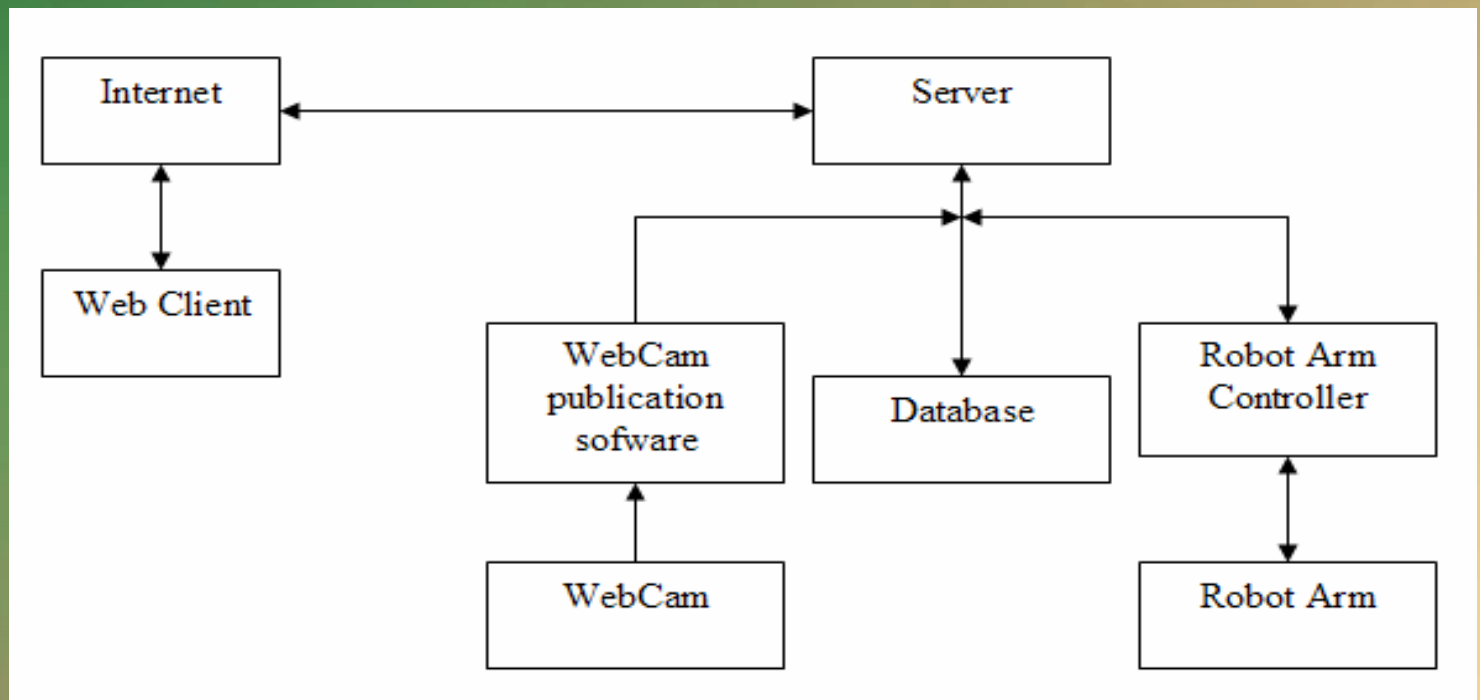 Internet
Server
Web Client
WebCam
publication
sofware
Database
Robot Arm
Controller
WebCam
Robot Arm